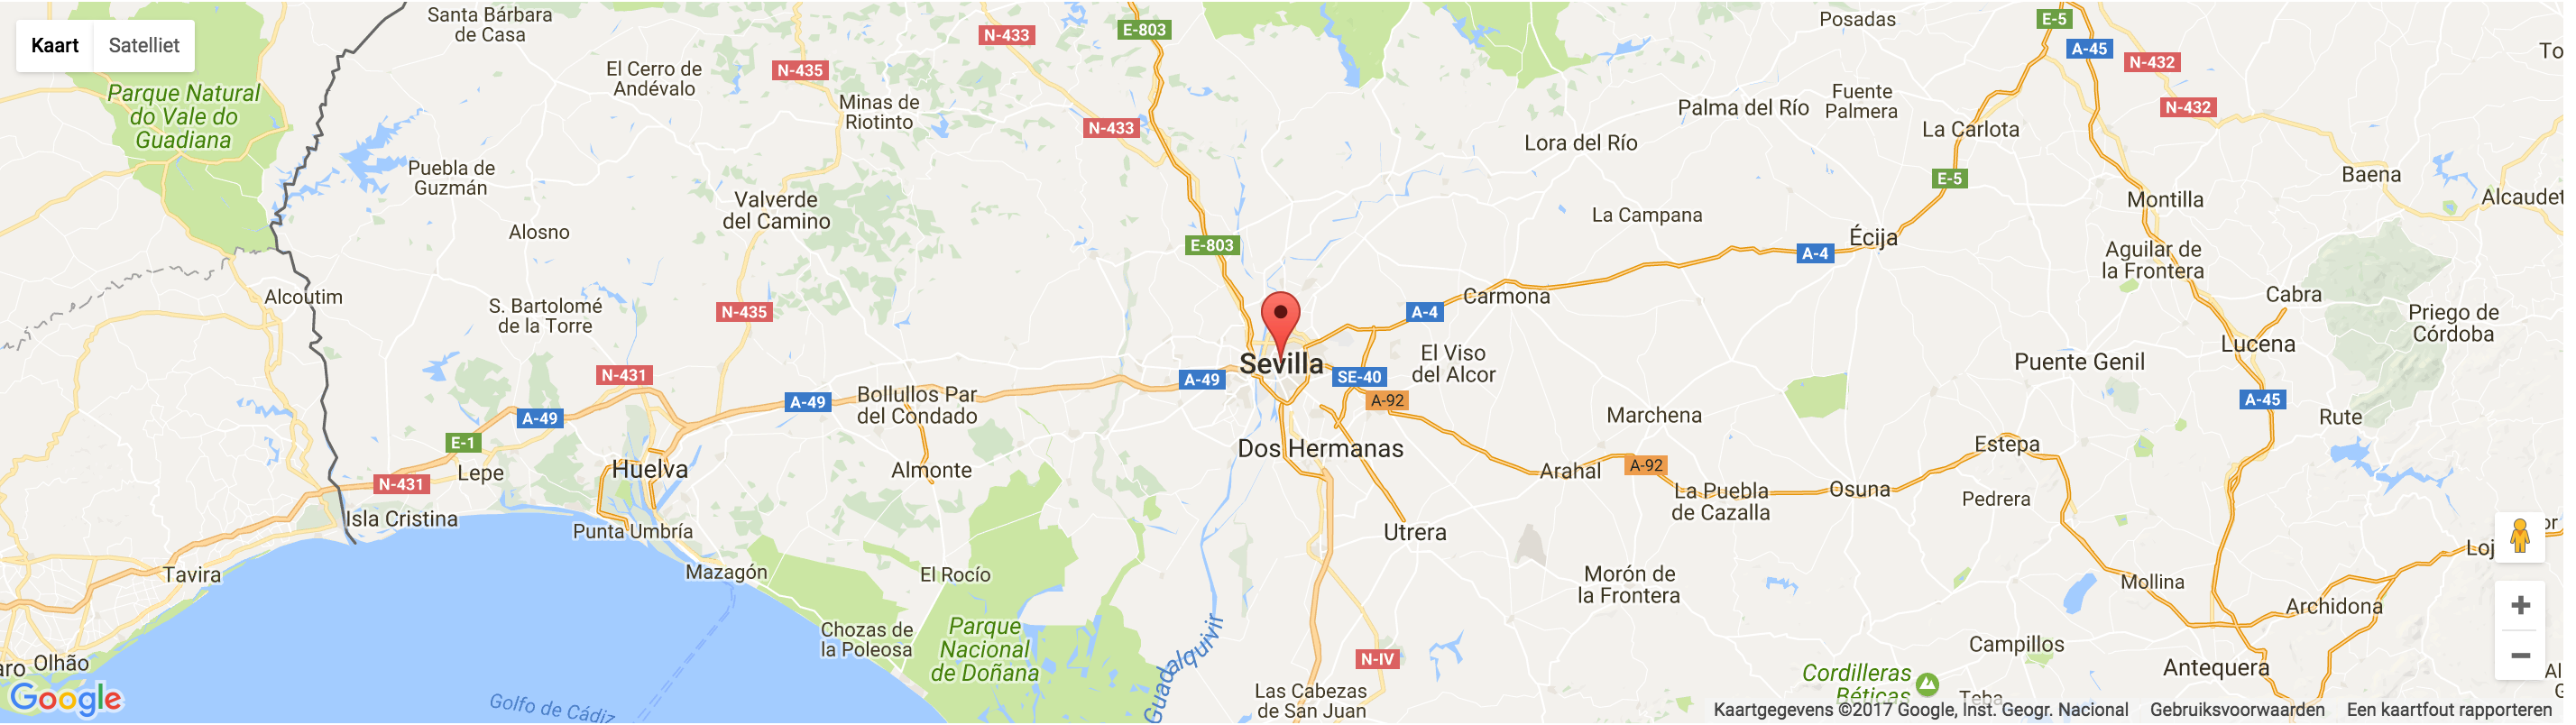 Santa Bárbara
de Casa
E-803
N-433
Posadas
E-5
Kaart
Satelliet
A-45
N-432
El Cerro de
Andévalo
N-435
Parque Natural
do Vale do
Guadiana
Minas de
Riotinto
N-433
Palma del Río
Fuente
Palmera
N-432
La Carlota
Lora del Río
Puebla de
Guzmán
E-5
Baena
Valverde
del Camino
Montilla
La Campana
Alosno
E-803
Écija
A-4
Aguilar de
la Frontera
Alcoutim
S. Bartolomé
de la Torre
N-435
A-4
Carmona
Cabra
Priego de
Córdoba
Lucena
El Viso
del Alcor
Sevilla
Puente Genil
N-431
A-49
SE-40
A-49
Bollullos Par
del Condado
A-92
A-45
A-49
Marchena
Rute
E-1
Dos Hermanas
Estepa
Lepe
Huelva
Almonte
Arahal
A-92
N-431
La Puebla
de Cazalla
Osuna
Pedrera
Isla Cristina
Punta Umbría
Utrera
Tavira
Mazagón
El Rocío
Morón de
la Frontera
Mollina
Archidona
Chozas de
la Poleosa
Parque
Nacional
de Doñana
Guadalquivir
N-IV
Campillos
Olhão
Antequera
Cordilleras
Béticas
Teba
Google
Golfo de Cádiz
Las Cabezas
de San Juan
Kaartgegevens ©2017 Google, Inst. Geogr. Nacional
Gebruiksvoorwaarden
Een kaartfout rapporteren